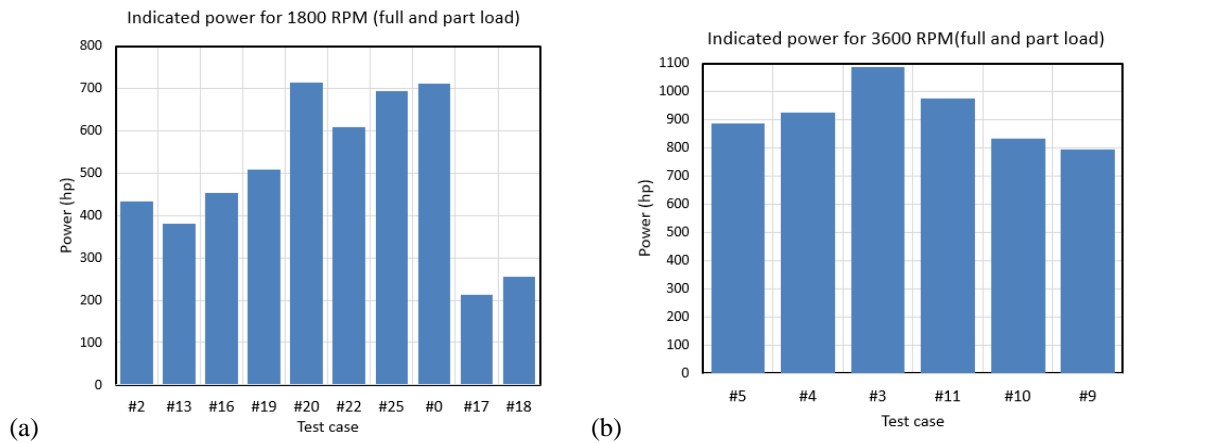 Indicated power for 1800 RPM (full and part load)
800
700
600
500
400
300
200
100
0
Power (hp)
#2 #13 #16 #19 #20 #22 #25 #0 #17 #18
Test case
(a)
Indicated power for 3600 RPM(full and part load)
1100
1000
900
800
700
600
500
400
300
200
100
0
Power (hp)
#5 #4 #3 #11 #10 #9
Test case
(b)